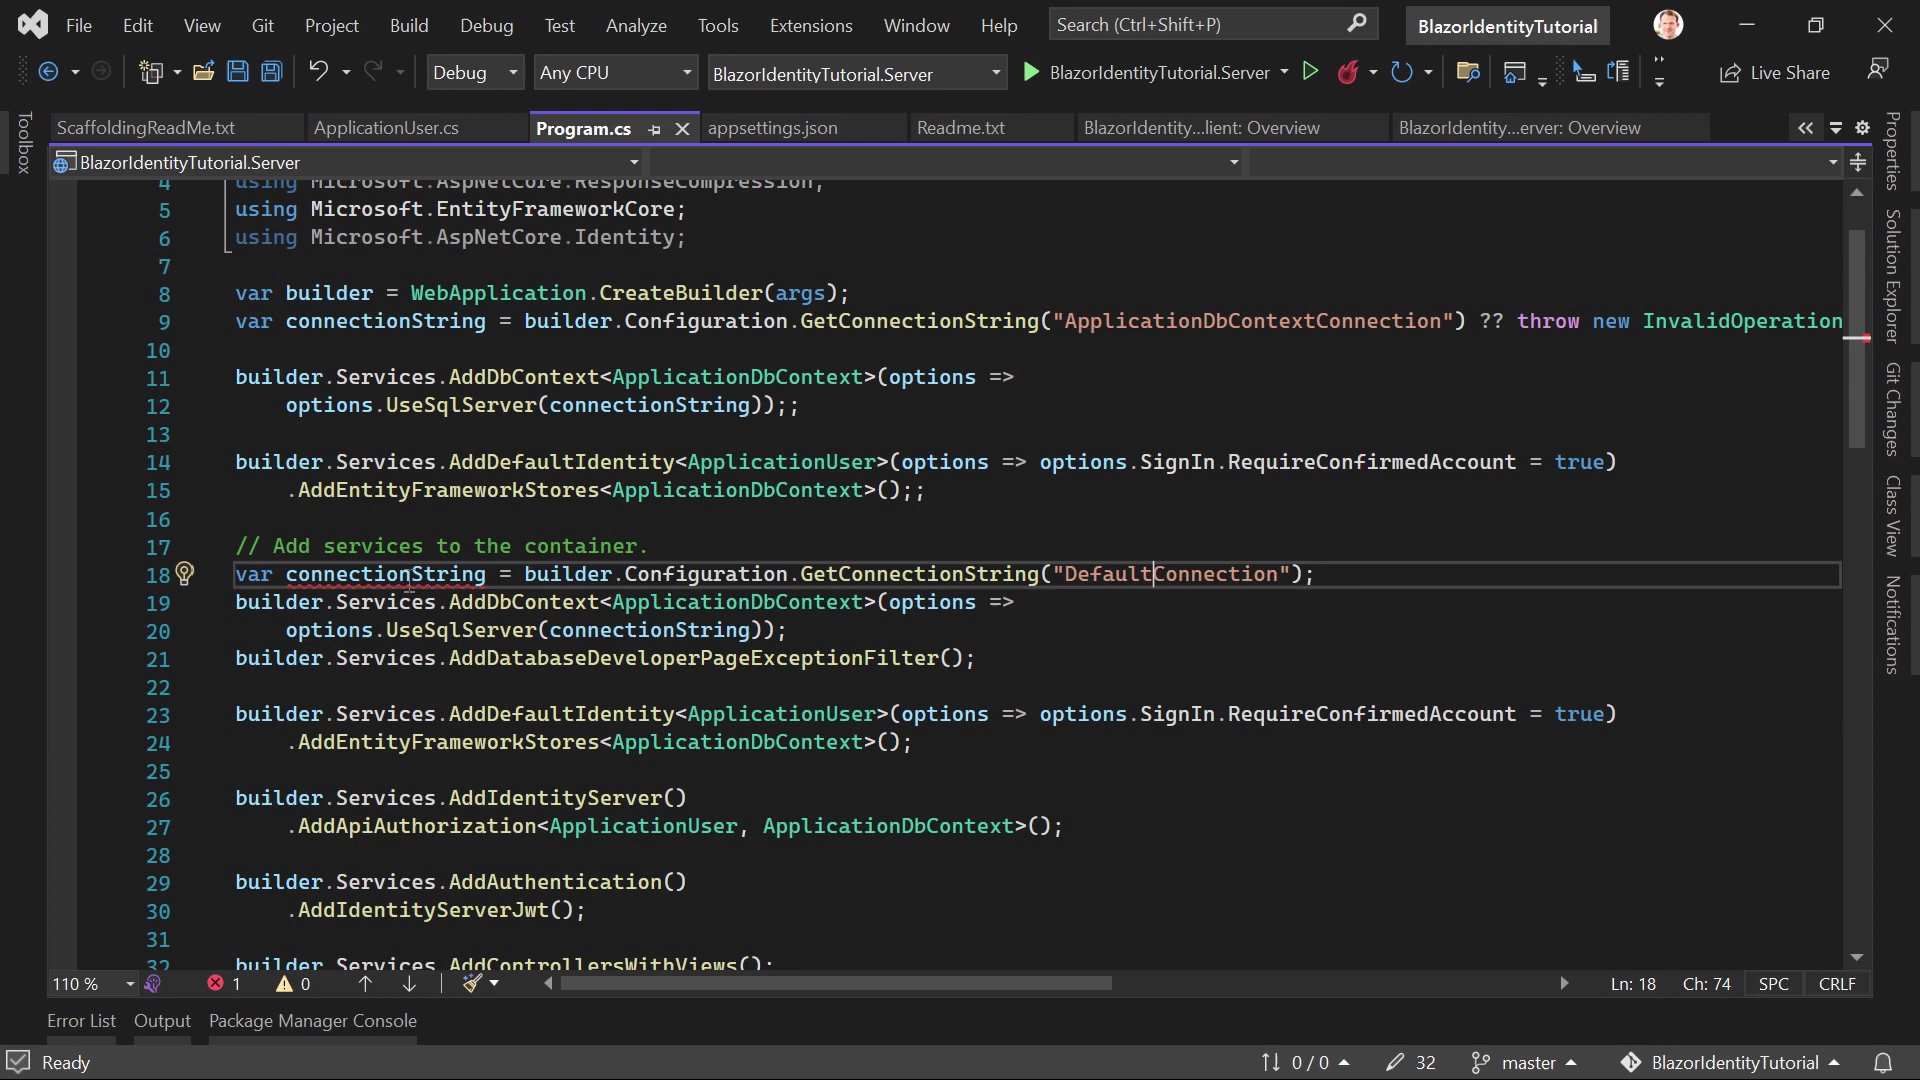 File Edit View Git Project Build Debug Test Analyze Tools Extensions Window Help Search (Ctrl+Shift+P) BlazorIdentityTutorial
Debug Any CPU BlazorIdentityTutorial.Server BlazorIdentityTutorial.Server Live Share
ScaffoldingReadMe.txt ApplicationUser.cs Program.cs appsettings.json Readme.txt BlazorIdentity...lient: Overview BlazorIdentity...erver: Overview
BlazorIdentityTutorial.Server
Toolbox
4 using Microsoft.AspNetCore.ResponseCompression;
5 using Microsoft.EntityFrameworkCore;
6 using Microsoft.AspNetCore.Identity;
7
8 var builder = WebApplication.CreateBuilder(args);
9 var connectionString = builder.Configuration.GetConnectionString("ApplicationDbContextConnection") ?? throw new InvalidOperation
10
11 builder.Services.AddDbContext<ApplicationDbContext>(options =>
12 options.UseSqlServer(connectionString));;
13
14 builder.Services.AddDefaultIdentity<ApplicationUser>(options => options.SignIn.RequireConfirmedAccount = true)
15 .AddEntityFrameworkStores<ApplicationDbContext>();;
16
17 // Add services to the container.
18 var connectionString = builder.Configuration.GetConnectionString("DefaultConnection");
19 builder.Services.AddDbContext<ApplicationDbContext>(options =>
20 options.UseSqlServer(connectionString));
21 builder.Services.AddDatabaseDeveloperPageExceptionFilter();
22
23 builder.Services.AddDefaultIdentity<ApplicationUser>(options => options.SignIn.RequireConfirmedAccount = true)
24 .AddEntityFrameworkStores<ApplicationDbContext>();
25
26 builder.Services.AddIdentityServer()
27 .AddApiAuthorization<ApplicationUser, ApplicationDbContext>();
28
29 builder.Services.AddAuthentication()
30 .AddIdentityServerJwt();
31
32 builder.Services.AddControllersWithViews();
Properties
Solution Explorer
Git Changes
Class View
Notifications
110 % 1 0 Ln: 18 Ch: 74 SPC CRLF
Error List Output Package Manager Console
Ready 0 / 0 32 master BlazorIdentityTutorial